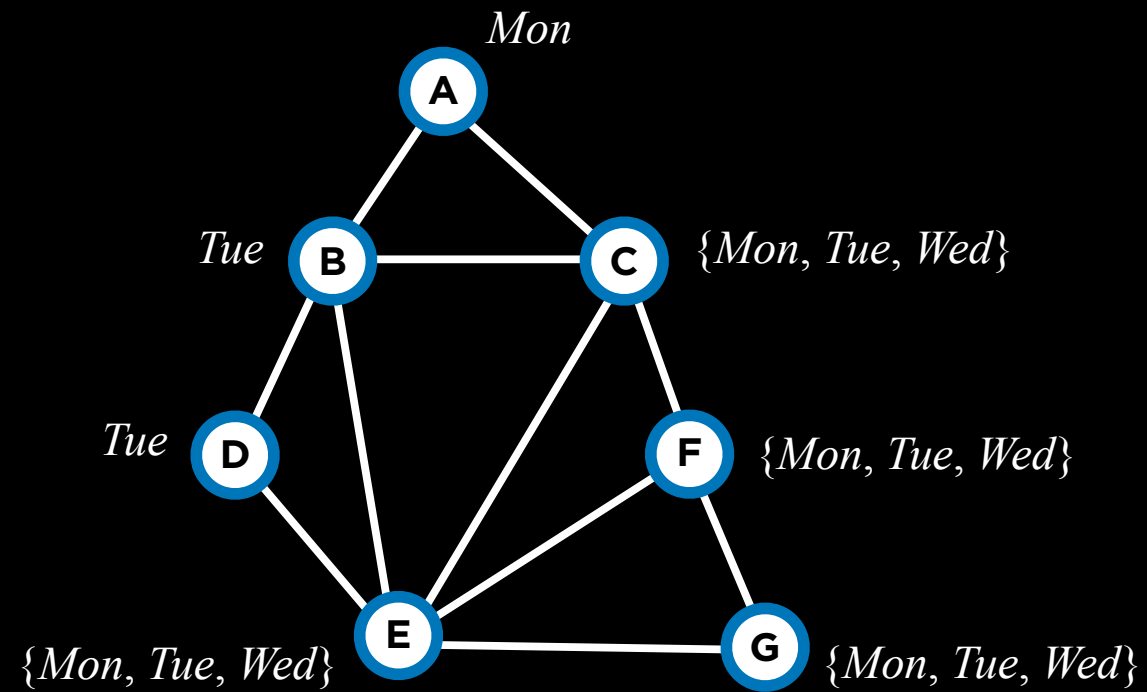 Mon
A
Tue
B
C
{Mon, Tue, Wed}
Tue
D
F
{Mon, Tue, Wed}
{Mon, Tue, Wed}
E
G
{Mon, Tue, Wed}